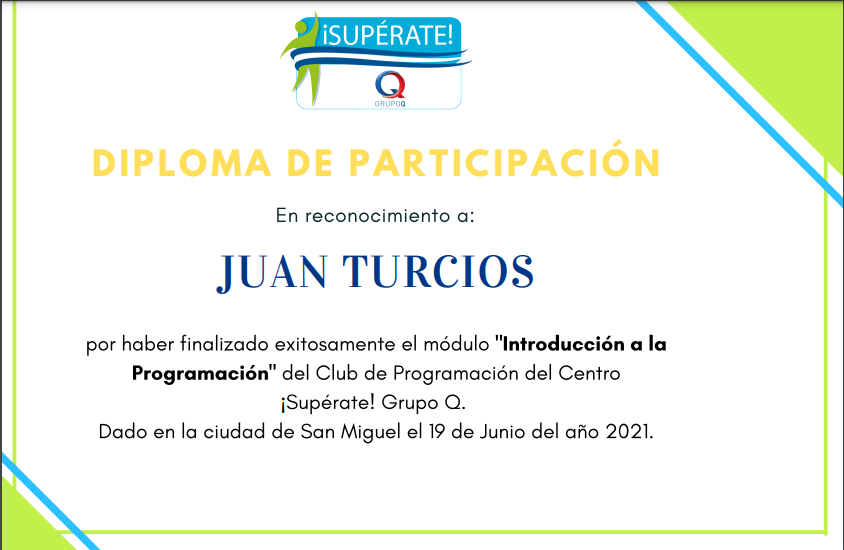 ¡SUPÉRATE!
GRUPOQ
DIPLOMA DE PARTICIPACIÓN
En reconocimiento a:
JUAN TURCIOS
por haber finalizado exitosamente el módulo "Introducción a la
Programación" del Club de Programación del Centro
¡Supérate! Grupo Q.
Dado en la ciudad de San Miguel el 19 de Junio del año 2021.